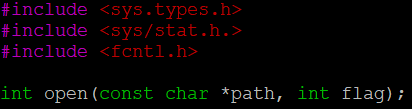 #include <sys.types.h>
#include <sys/stat.h.>
#include <fcntl.h>
int open(const char *path, int flag);